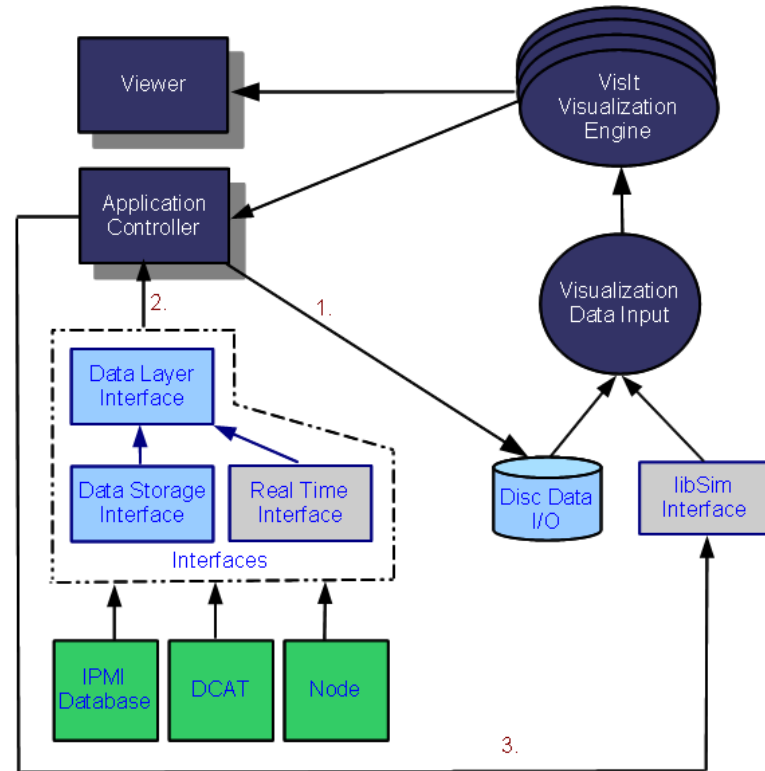 Viewer
VisIt
Visualization
Engine
Application
Controller
Visualization
Data Input
2.
1.
Data Layer
Interface
Data Storage
Interface
Real Time
Interface
Interfaces
Disc Data
I/O
libSim
Interface
IPMI
Database
DCAT
Node
3.